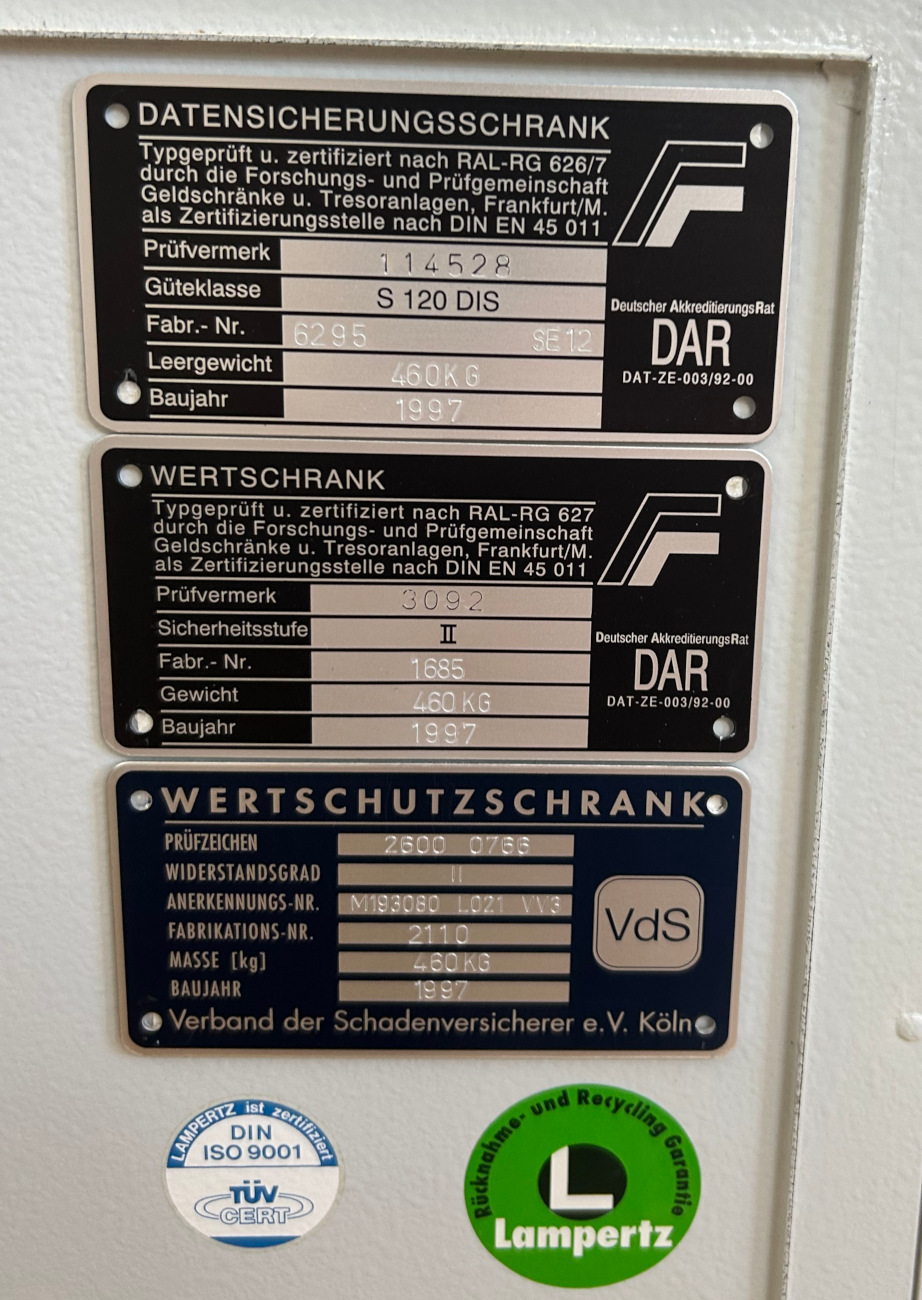 DATENSICHERUNGSSCHRANK
Typgeprüft u. zertifiziert nach RAL-RG 626/7
durch die Forschungs- und Prüfgemeinschaft
Geldschränke u. Tresoranlagen, Frankfurt/M.
als Zertifizierungsstelle nach DIN EN 45 011
Prüfvermerk 114528
Güteklasse S 120 DIS
Fabr.- Nr. 6295 SE12
Leergewicht 460KG
Baujahr 1997
Deutscher AkkreditierungsRat
DAR
DAT-ZE-003/92-00
WERTSCHRANK
Typgeprüft u. zertifiziert nach RAL-RG 627
durch die Forschungs- und Prüfgemeinschaft
Geldschränke u. Tresoranlagen, Frankfurt/M.
als Zertifizierungsstelle nach DIN EN 45 011
Prüfvermerk 3092
Sicherheitsstufe II
Fabr.- Nr. 1685
Gewicht 460KG
Baujahr 1997
Deutscher AkkreditierungsRat
DAR
DAT-ZE-003/92-00
WERTSCHUTZSCHRANK
PRÜFZEICHEN 2600 0766
WIDERSTANDSGRAD II
ANERKENNUNGS-NR. M193080 L021 VV3
FABRIKATIONS-NR. 2110
MASSE [kg] 460KG
BAUJAHR 1997
VdS
Verband der Schadenversicherer e.V. Köln
LAMPERTZ ist zertifiziert
DIN
ISO 9001
TÜV
CERT
Rücknahme- und Recycling Garantie
L
Lampertz